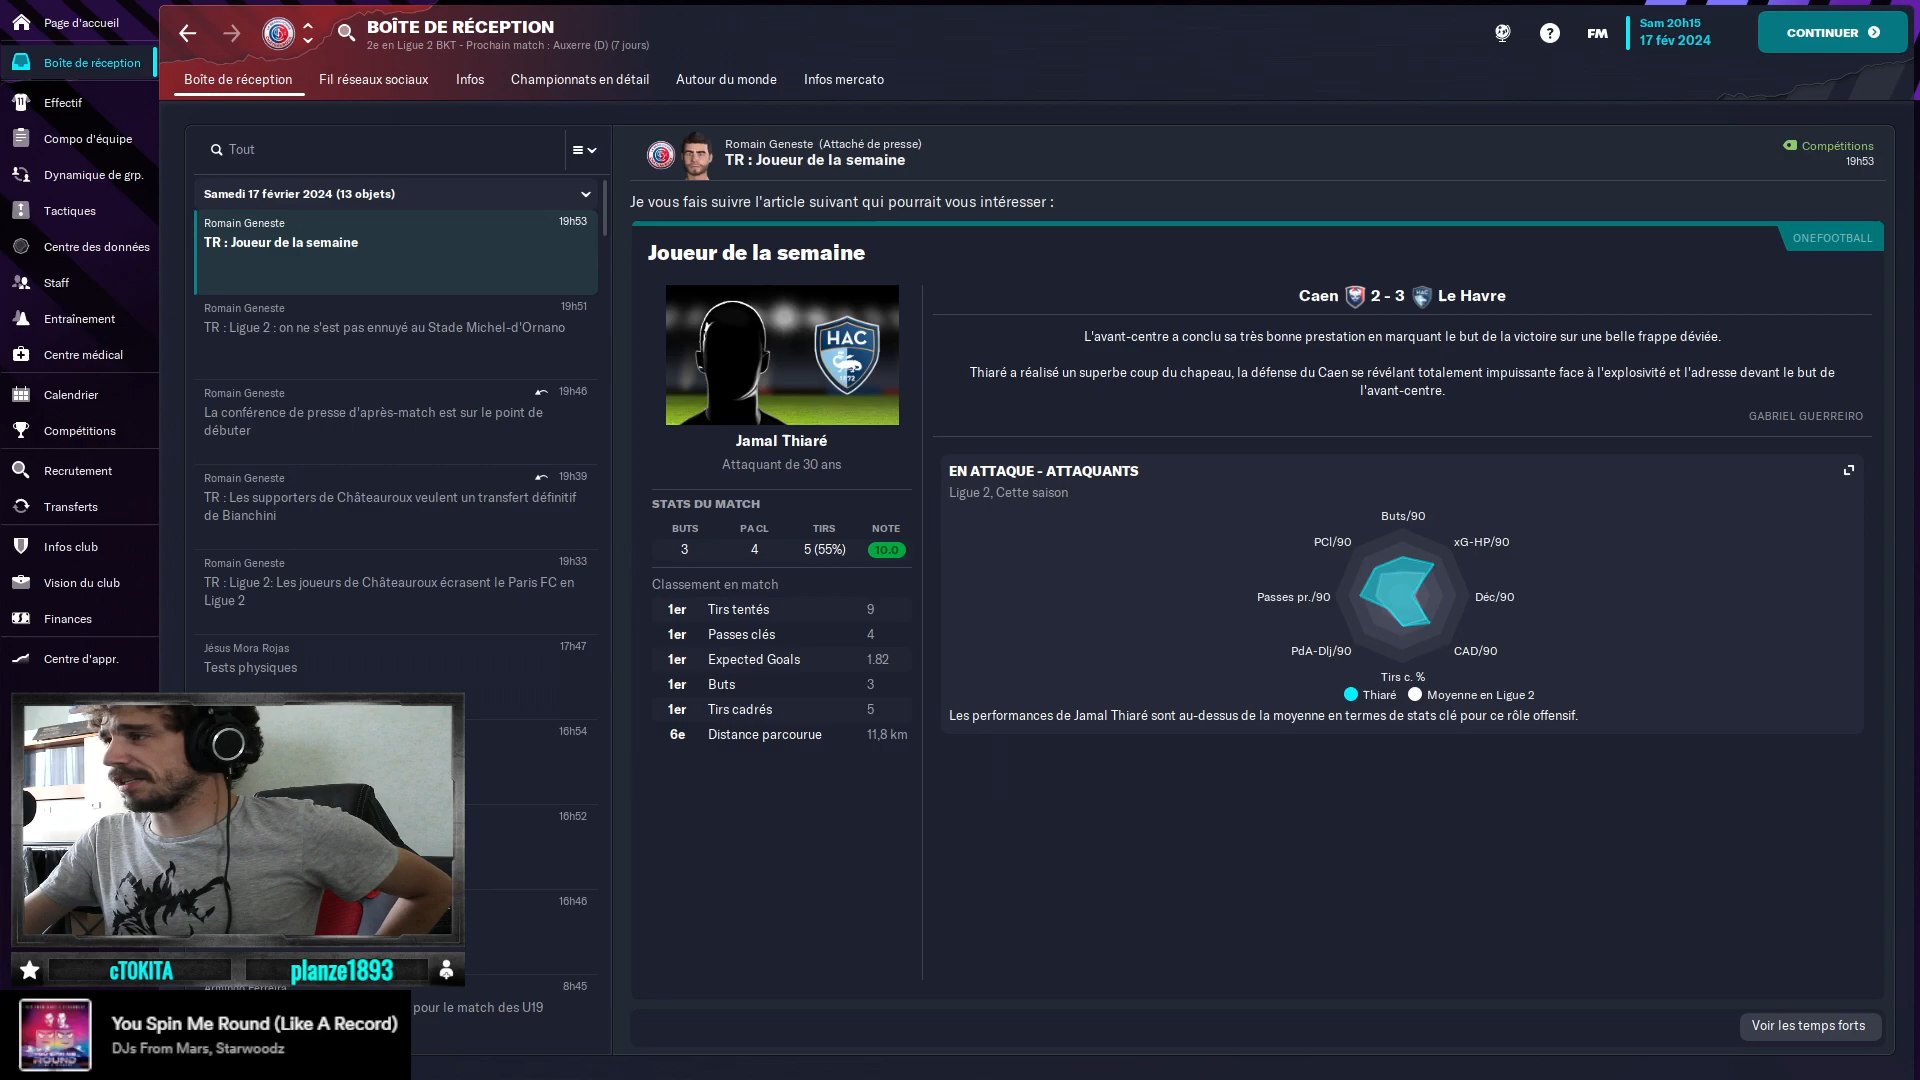 Page d'accueil
Boîte de réception
Effectif
Compo d'équipe
Dynamique de grp.
Tactiques
Centre des données
Staff
Entraînement
Centre médical
Calendrier
Compétitions
Recrutement
Transferts
Infos club
Vision du club
Finances
Centre d'appr.
BOÎTE DE RÉCEPTION
2e en Ligue 2 BKT - Prochain match : Auxerre (D) (7 jours)
FM
Sam 20h15
17 fév 2024
CONTINUER
Boîte de réception
Fil réseaux sociaux
Infos
Championnats en détail
Autour du monde
Infos mercato
Tout
Samedi 17 février 2024 (13 objets)
Romain Geneste 19h53
TR : Joueur de la semaine
Romain Geneste 19h51
TR : Ligue 2 : on ne s'est pas ennuyé au Stade Michel-d'Ornano
Romain Geneste 19h46
La conférence de presse d'après-match est sur le point de
débuter
Romain Geneste 19h39
TR : Les supporters de Châteauroux veulent un transfert définitif
de Bianchini
Romain Geneste 19h33
TR : Ligue 2: Les joueurs de Châteauroux écrasent le Paris FC en
Ligue 2
Jésus Mora Rojas 17h47
Tests physiques
16h54
16h52
16h46
Armindo Ferreira 8h45
pour le match des U19
cTOKITA
planze1893
You Spin Me Round (Like A Record)
DJs From Mars, Starwoodz
Romain Geneste (Attaché de presse)
TR : Joueur de la semaine
Compétitions
19h53
Je vous fais suivre l'article suivant qui pourrait vous intéresser :
ONEFOOTBALL
Joueur de la semaine
HAC
1872
Jamal Thiaré
Attaquant de 30 ans
STATS DU MATCH
BUTS PA CL TIRS NOTE
3 4 5 (55%) 10.0
Classement en match
1er Tirs tentés 9
1er Passes clés 4
1er Expected Goals 1.82
1er Buts 3
1er Tirs cadrés 5
6e Distance parcourue 11,8 km
Caen 2 - 3 Le Havre
L'avant-centre a conclu sa très bonne prestation en marquant le but de la victoire sur une belle frappe déviée.
Thiaré a réalisé un superbe coup du chapeau, la défense du Caen se révélant totalement impuissante face à l'explosivité et l'adresse devant le but de
l'avant-centre.
GABRIEL GUERREIRO
EN ATTAQUE - ATTAQUANTS
Ligue 2, Cette saison
Buts/90
PCl/90
xG-HP/90
Passes pr./90
Déc/90
PdA-Dlj/90
CAD/90
Tirs c. %
Thiaré Moyenne en Ligue 2
Les performances de Jamal Thiaré sont au-dessus de la moyenne en termes de stats clé pour ce rôle offensif.
Voir les temps forts